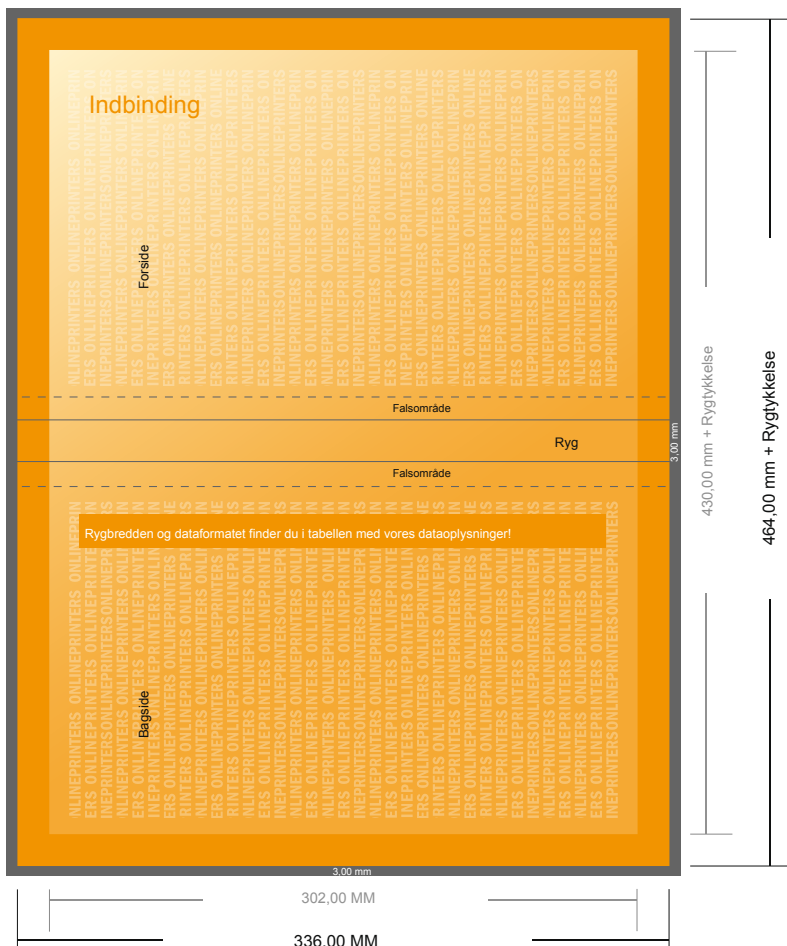 Indbinding
Forside
Falsområde
Ryg
Falsområde
Rygbredden og dataformatet finder du i tabellen med vores dataoplysninger!
Bagside
3,00 mm
3,00 mm
430,00 mm + Rygtykkelse
464,00 mm + Rygtykkelse
302,00 MM
336,00 MM